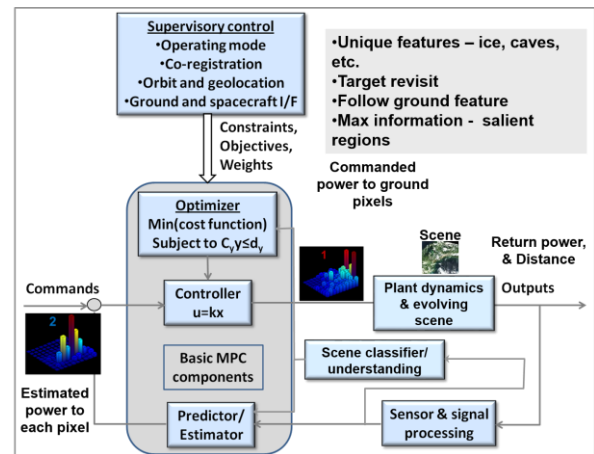 Supervisory control
•Operating mode
•Co-registration
•Orbit and geolocation
•Ground and spacecraft I/F
•Unique features – ice, caves,
etc.
•Target revisit
•Follow ground feature
•Max information - salient
regions
Constraints,
Objectives,
Weights
Commanded
power to ground
pixels
Optimizer
Min(cost function)
Subject to Cyy≤dy
Scene
Return power,
& Distance
Commands
Controller
u=kx
1
Plant dynamics
& evolving
scene
Outputs
2
Basic MPC
components
Scene classifier/
understanding
Estimated
power to
each pixel
Predictor/
Estimator
Sensor & signal
processing